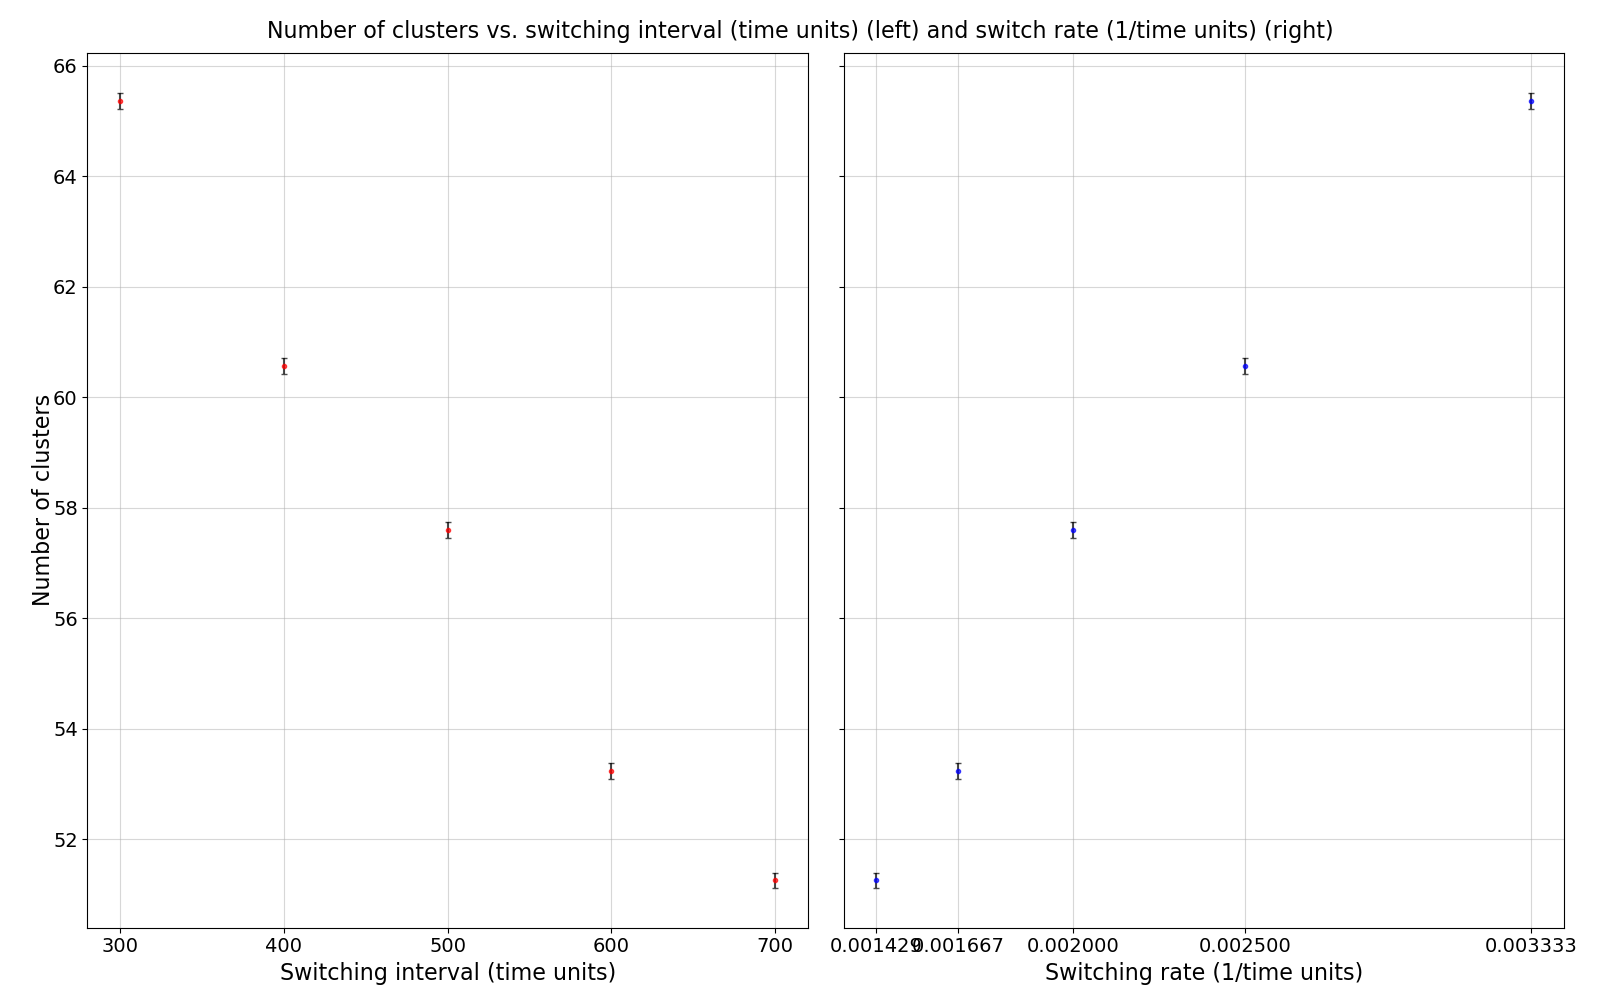 Number of clusters vs. switching interval (time units) (left) and switch rate (1/time units) (right)
Number of clusters
66
64
62
60
58
56
54
52
300 400 500 600 700
Switching interval (time units)
0.001429 0.001667 0.002000 0.002500 0.003333
Switching rate (1/time units)